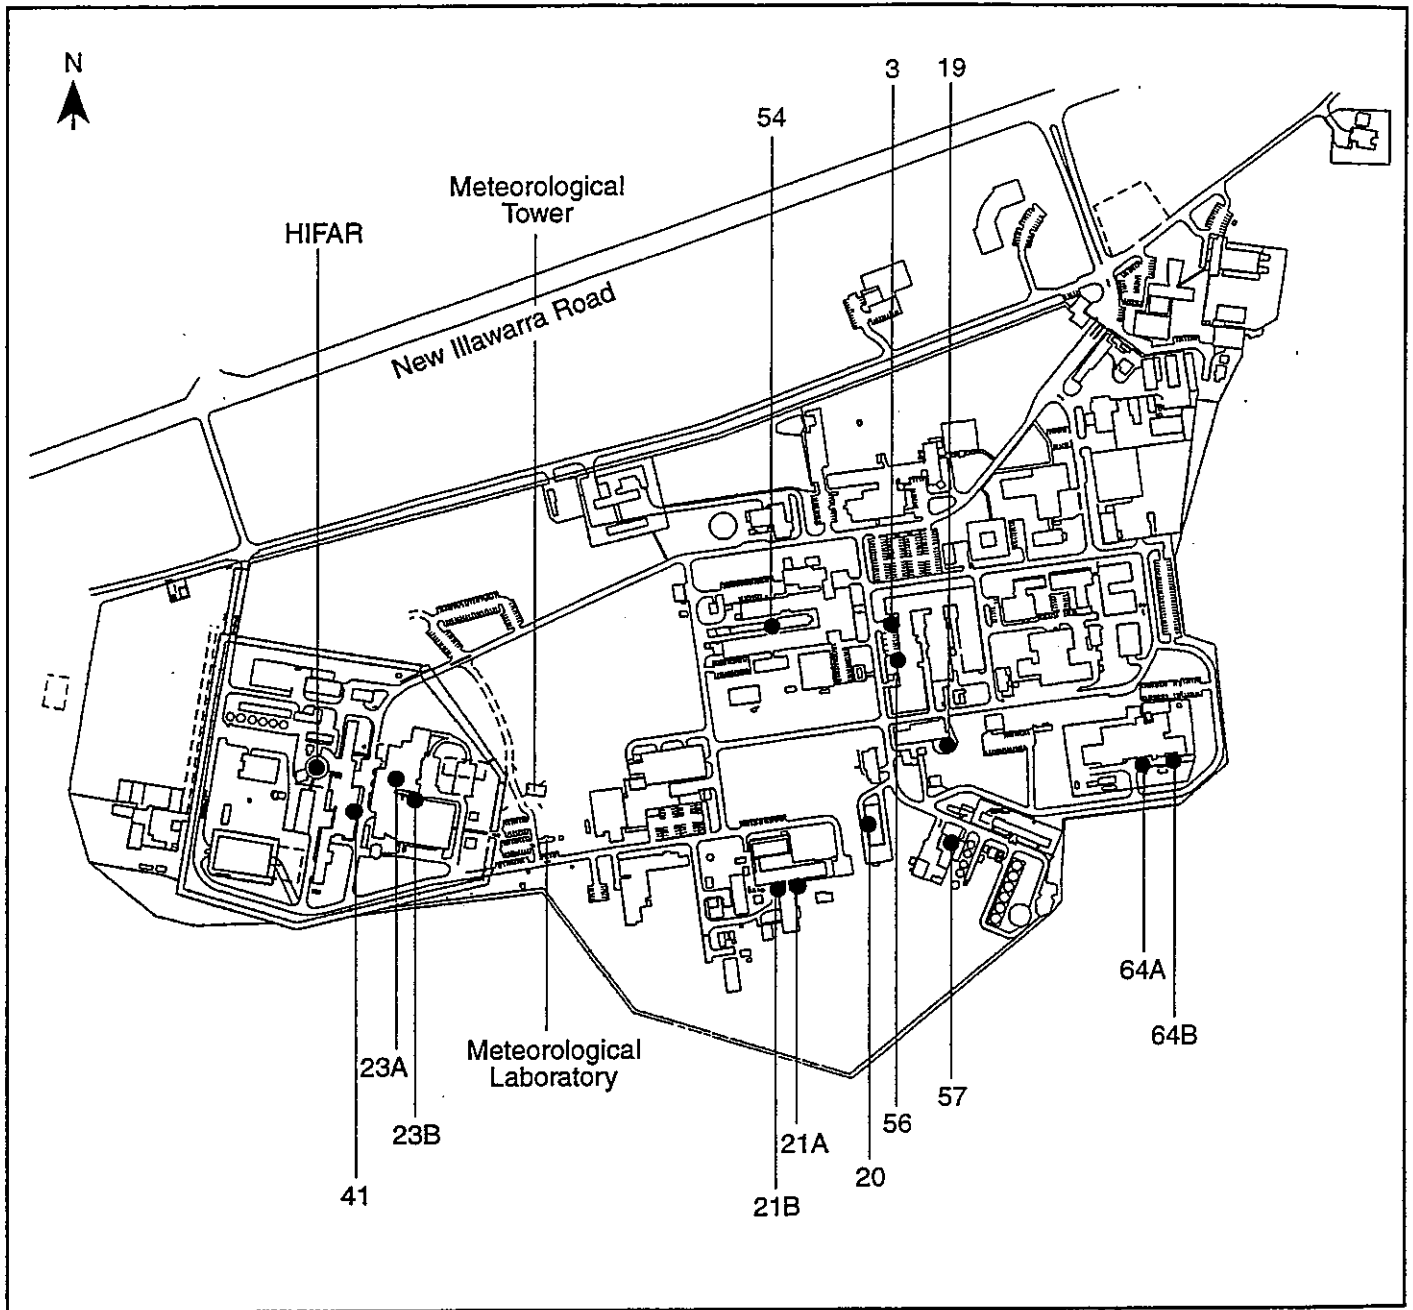 N
3
19
54
Meteorological
Tower
HIFAR
New Illawarra Road
64A
64B
Meteorological
Laboratory
23A
57
56
23B
21A
20
41
21B